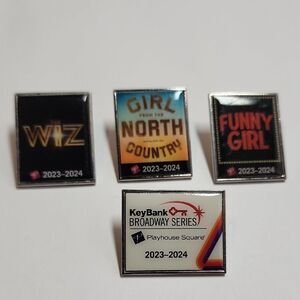 WIZ
2023-2024
GIRL
FROM THE
NORTH
COUNTRY
2023-2024
FUNNY
GIRL
2023-2024
KeyBank
BROADWAY SERIES
Playhouse Square
2023-2024